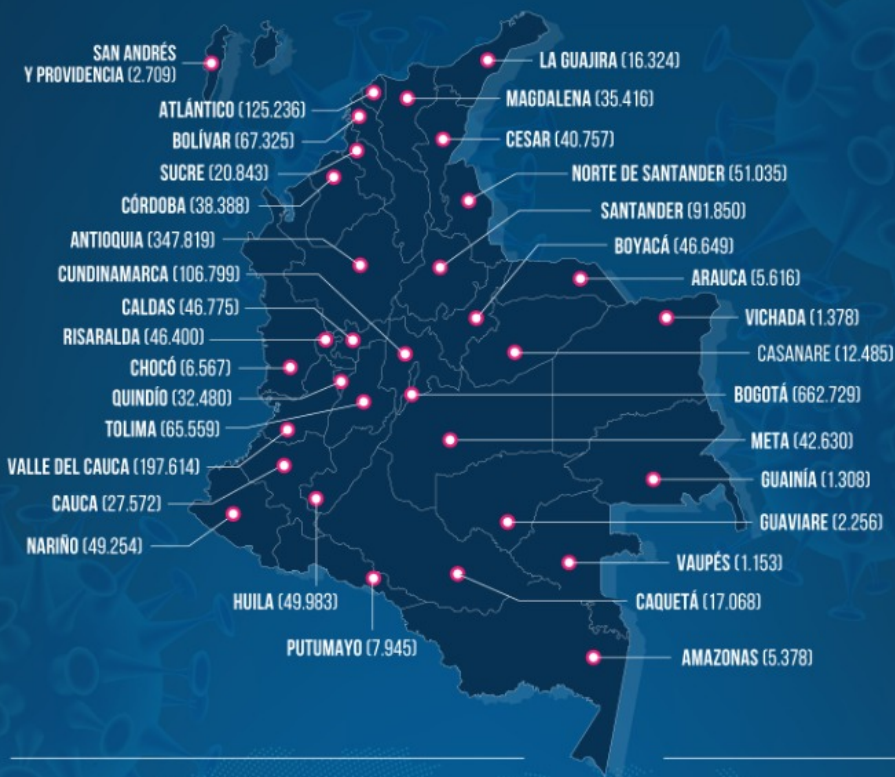 SAN ANDRÉS
Y PROVIDENCIA (2.709)
ATLÁNTICO (125.236)
BOLÍVAR (67.325)
SUCRE (20.843)
CÓRDOBA (38.388)
ANTIOQUIA (347.819)
CUNDINAMARCA (106.799)
CALDAS (46.775)
RISARALDA (46.400)
CHOCÓ (6.567)
QUINDÍO (32.480)
TOLIMA (65.559)
VALLE DEL CAUCA (197.614)
CAUCA (27.572)
NARIÑO (49.254)
HUILA (49.983)
PUTUMAYO (7.945)
LA GUAJIRA (16.324)
MAGDALENA (35.416)
CESAR (40.757)
NORTE DE SANTANDER (51.035)
SANTANDER (91.850)
BOYACÁ (46.649)
ARAUCA (5.616)
VICHADA (1.378)
CASANARE (12.485)
BOGOTÁ (662.729)
META (42.630)
GUAINÍA (1.308)
GUAVIARE (2.256)
VAUPÉS (1.153)
CAQUETÁ (17.068)
AMAZONAS (5.378)